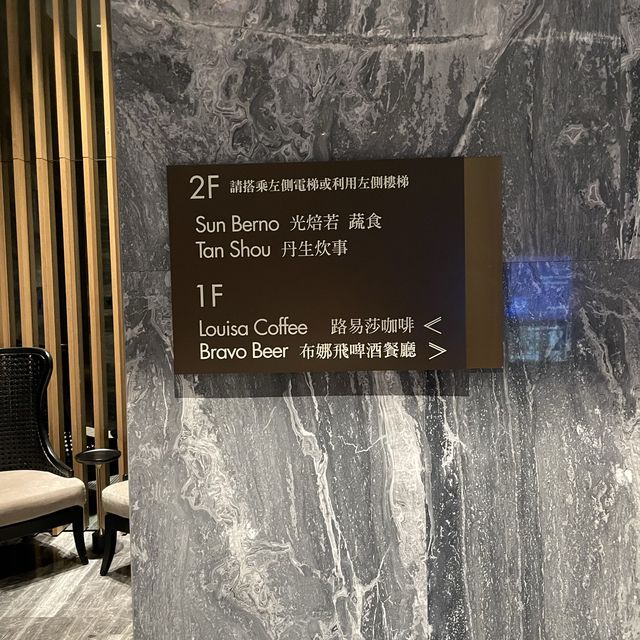 2F 請搭乘左側電梯或利用左側樓梯
Sun Berno 光焙若 蔬食
Tan Shou 丹生炊事
1F
Louisa Coffee 路易莎咖啡 <
Bravo Beer 布娜飛啤酒餐廳 >